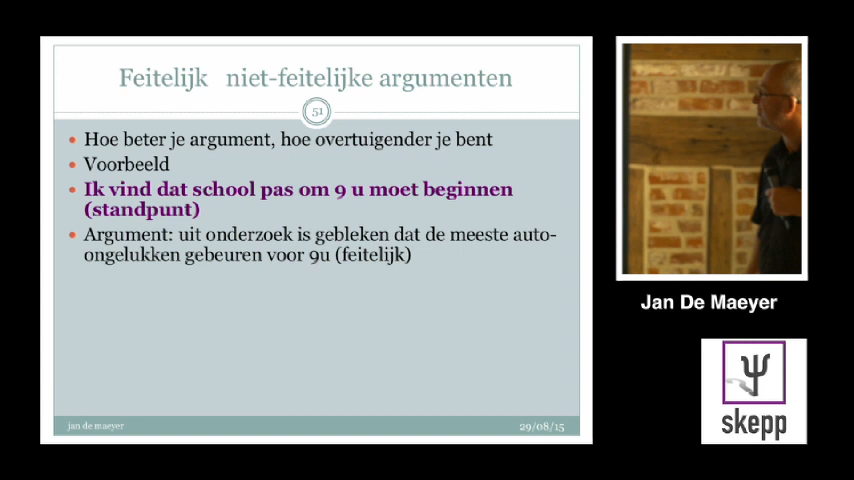 Feitelijk niet-feitelijke argumenten
51
Hoe beter je argument, hoe overtuigender je bent
Voorbeeld
Ik vind dat school pas om 9 u moet beginnen
(standpunt)
Argument: uit onderzoek is gebleken dat de meeste auto-
ongelukken gebeuren voor 9u (feitelijk)
jan de maeyer
29/08/15
Jan De Maeyer
skepp